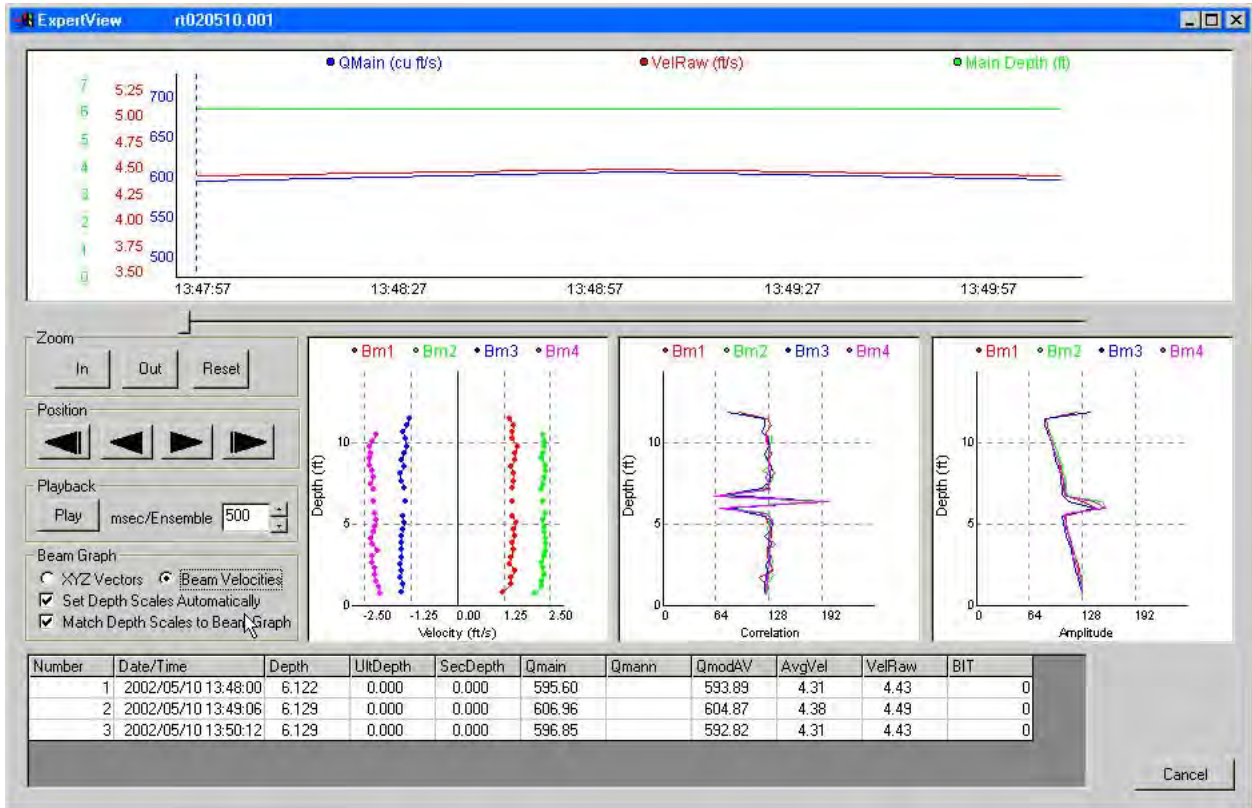 ExpertView rt020510.001
QMain (cu ft/s) VelRaw (ft/s) Main Depth (ft)
7 5.25 700
6 5.00
5 4.75 650
4 4.50 600
3 4.25
2 4.00 550
1 3.75 500
0 3.50
13:47:57 13:48:27 13:48:57 13:49:27 13:49:57
Zoom
In Out Reset
Position
Playback
Play msec/Ensemble 500
Beam Graph
XYZ Vectors Beam Velocities
Set Depth Scales Automatically
Match Depth Scales to Beam Graph
Bm1 Bm2 Bm3 Bm4
10
5
0
Depth (ft)
-2.50 -1.25 0.00 1.25 2.50
Velocity (ft/s)
Bm1 Bm2 Bm3 Bm4
10
5
0
Depth (ft)
0 64 128 192
Correlation
Bm1 Bm2 Bm3 Bm4
10
5
0
Depth (ft)
0 64 128 192
Amplitude
Number Date/Time Depth UltDepth SecDepth Qmain Qmann QmodAV AvgVel VelRaw BIT
1 2002/05/10 13:48:00 6.122 0.000 0.000 595.60 593.89 4.31 4.43 0
2 2002/05/10 13:49:06 6.129 0.000 0.000 606.96 604.87 4.38 4.49 0
3 2002/05/10 13:50:12 6.129 0.000 0.000 596.85 592.82 4.31 4.43 0
Cancel